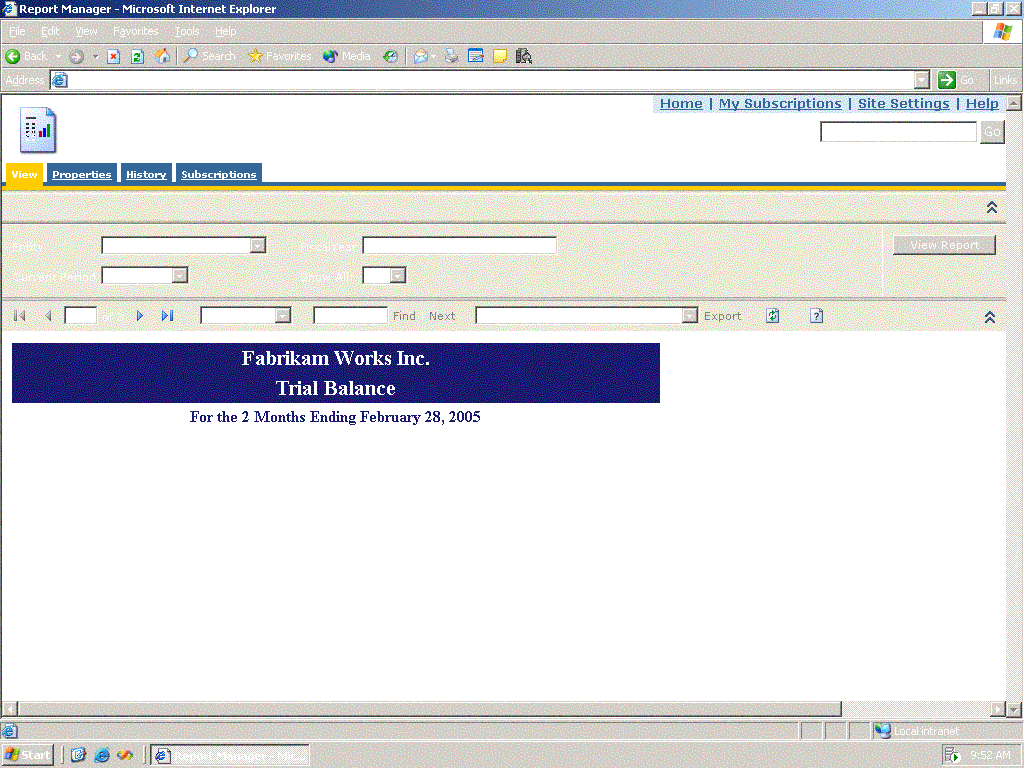 Report Manager - Microsoft Internet Explorer
File Edit View Favorites Tools Help
Back Search Favorites Media
Address Go Links
Home | My Subscriptions | Site Settings | Help
Go
View Properties History Subscriptions
Entity
View Report
Current Period Show All
Find Next Export
Fabrikam Works Inc.
Trial Balance
For the 2 Months Ending February 28, 2005
Local intranet
Start Report Manager - Mic... 9:52 AM